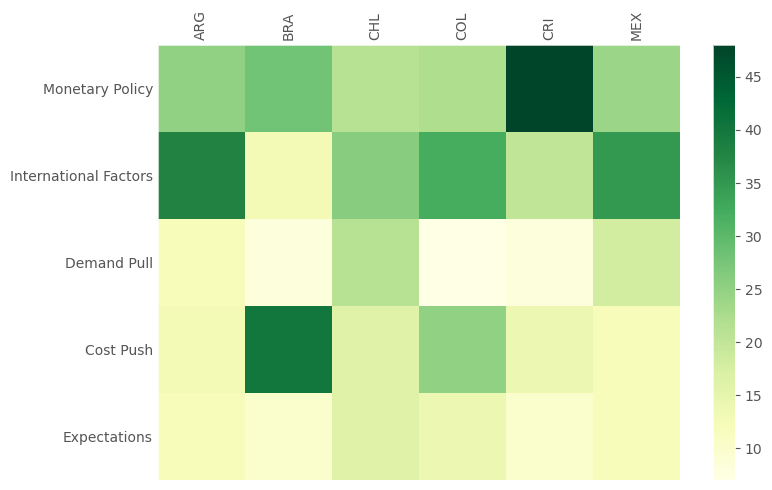 ARG BRA CHL COL CRI MEX
Monetary Policy
International Factors
Demand Pull
Cost Push
Expectations
45
40
35
30
25
20
15
10